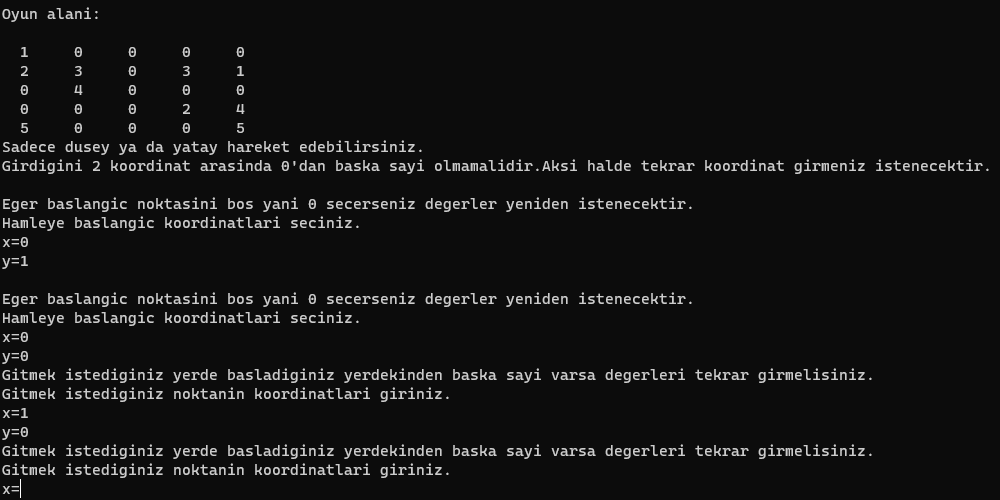 Oyun alani:
1 0 0 0 0
2 3 0 3 1
0 4 0 0 0
0 0 0 2 4
5 0 0 0 5
Sadece dusey ya da yatay hareket edebilirsiniz.
Girdigini 2 koordinat arasinda 0'dan baska sayi olmamalidir.Aksi halde tekrar koordinat girmeniz istenecektir.
Eger baslangic noktasini bos yani 0 secerseniz degerler yeniden istenecektir.
Hamleye baslangic koordinatlari seciniz.
x=0
y=1
Eger baslangic noktasini bos yani 0 secerseniz degerler yeniden istenecektir.
Hamleye baslangic koordinatlari seciniz.
x=0
y=0
Gitmek istediginiz yerde basladiginiz yerdekinden baska sayi varsa degerleri tekrar girmelisiniz.
Gitmek istediginiz noktanin koordinatlari giriniz.
x=1
y=0
Gitmek istediginiz yerde basladiginiz yerdekinden baska sayi varsa degerleri tekrar girmelisiniz.
Gitmek istediginiz noktanin koordinatlari giriniz.
x=